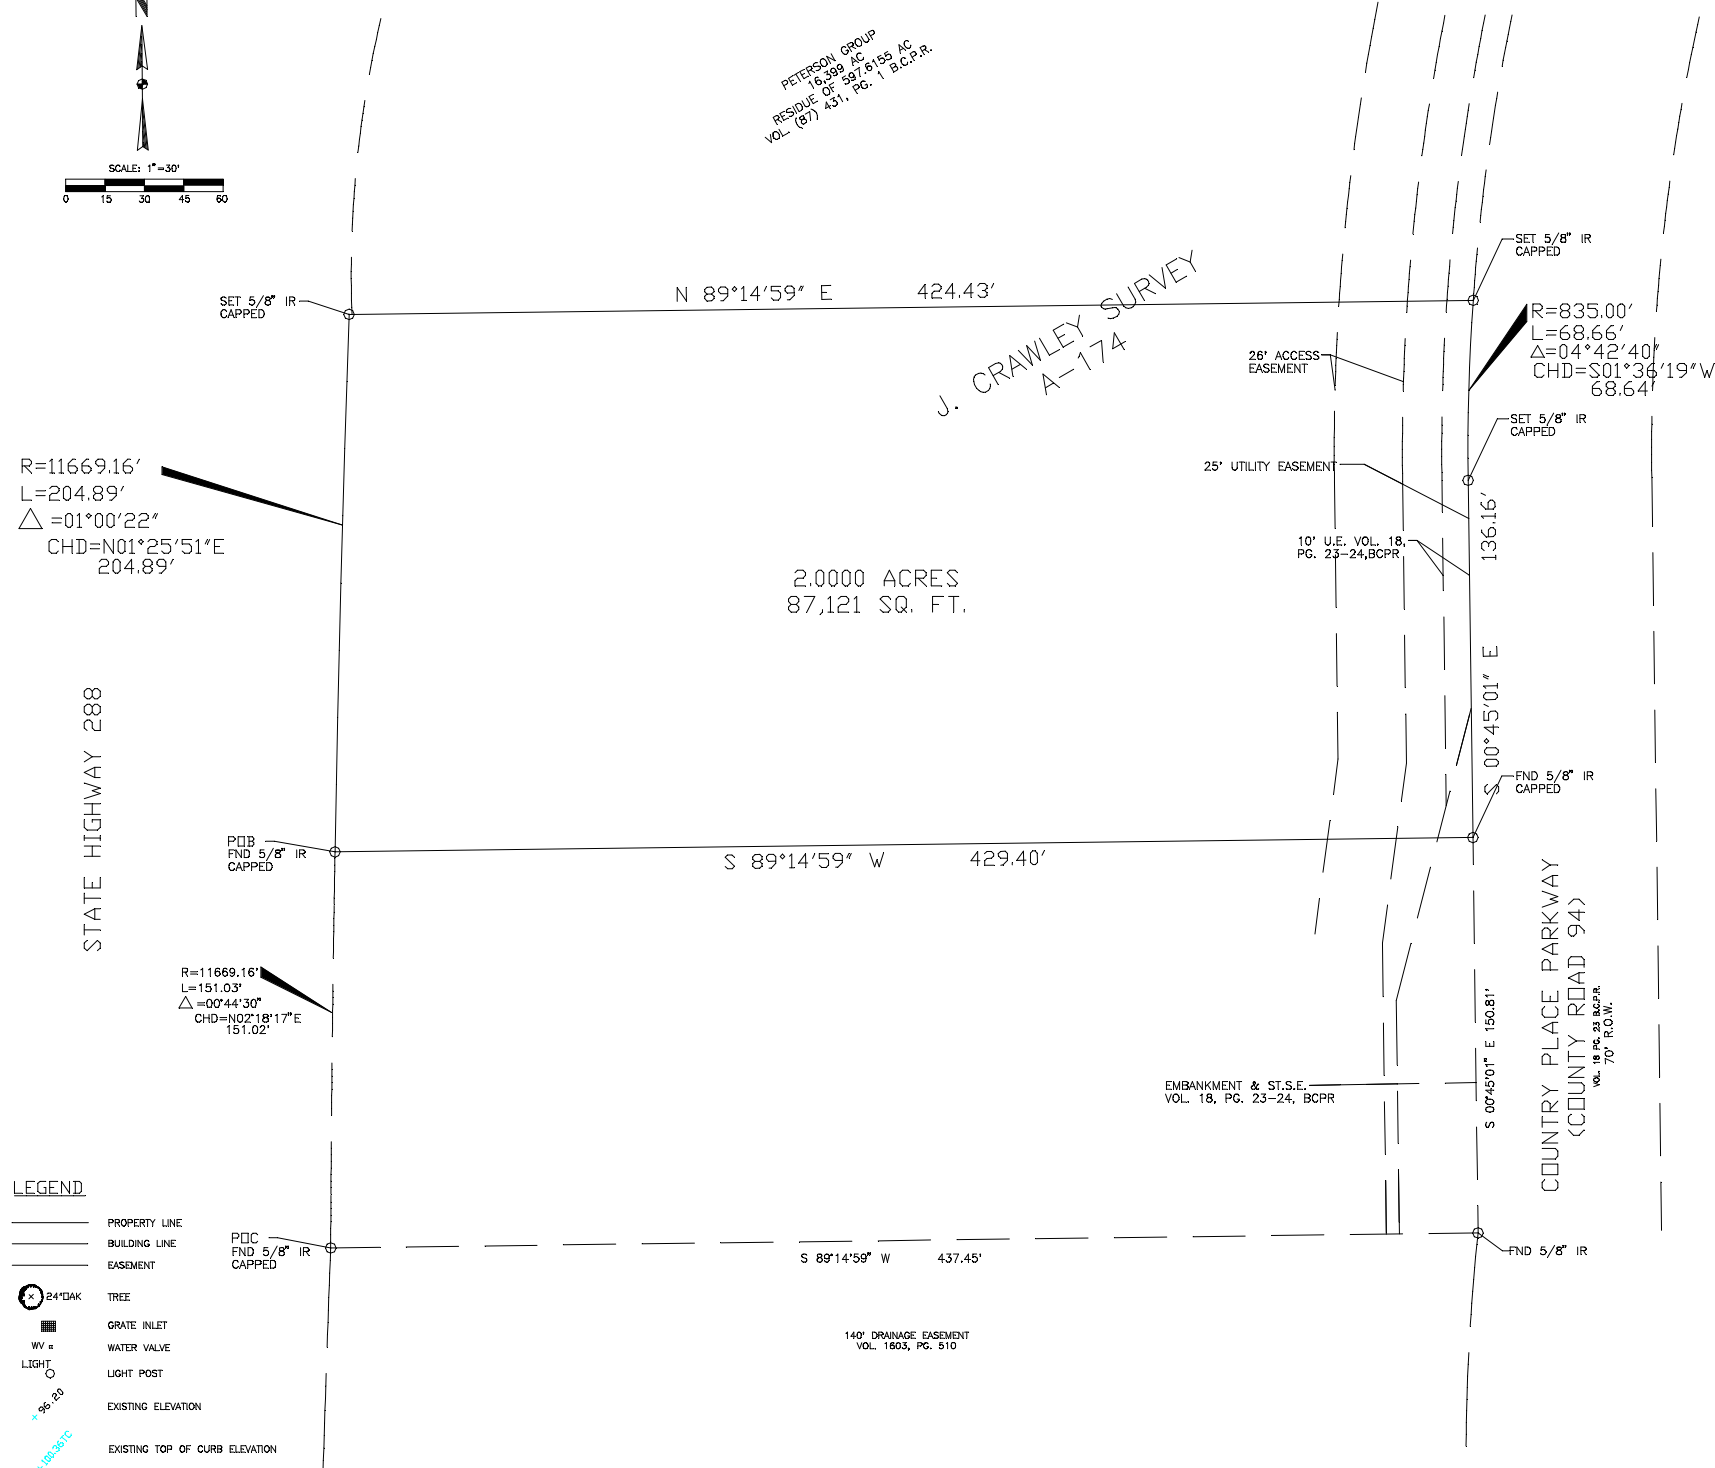 N
SCALE: 1"=30'
0 15 30 45 60
PETERSON GROUP
16,399 AC
RESIDUE OF 597.6155 AC
VOL. (87) 431, PG. 1 B.C.P.R.
SET 5/8" IR
CAPPED
N 89°14'59" E 424.43'
SET 5/8" IR
CAPPED
R=835.00'
L=68.66'
△=04°42'40"
CHD=S01°36'19"W
68.64'
J. CRAWLEY SURVEY
A-174
26' ACCESS
EASEMENT
SET 5/8" IR
CAPPED
R=11669.16'
L=204.89'
△ =01°00'22"
CHD=N01°25'51"E
204.89'
25' UTILITY EASEMENT
10' U.E. VOL. 18,
PG. 23-24,BCPR
136.16'
S 00°45'01" E
2.0000 ACRES
87,121 SQ. FT.
STATE HIGHWAY 288
FND 5/8" IR
CAPPED
POB
FND 5/8" IR
CAPPED
S 89°14'59" W 429.40'
R=11669.16'
L=151.03'
△ =00°44'30"
CHD=N02°18'17"E
151.02'
S 00°45'01" E 150.81'
COUNTRY PLACE PARKWAY
(COUNTY ROAD 94)
VOL. 18 PG. 23 B.C.P.R.
70' R.O.W.
EMBANKMENT & ST.S.E.
VOL. 18, PG. 23-24, BCPR
POC
FND 5/8" IR
CAPPED
S 89°14'59" W 437.45'
FND 5/8" IR
140' DRAINAGE EASEMENT
VOL. 1603, PG. 510
LEGEND
PROPERTY LINE
BUILDING LINE
EASEMENT
24"OAK TREE
GRATE INLET
WV WATER VALVE
LIGHT LIGHT POST
+ 96.20 EXISTING ELEVATION
100.36TC EXISTING TOP OF CURB ELEVATION